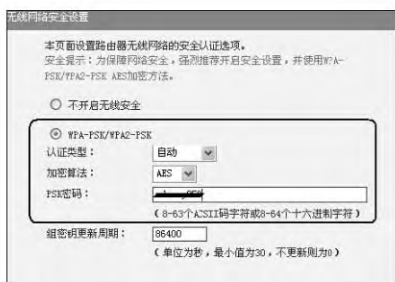 无线网络安全设置
本页面设置路由器无线网络的安全认证选项。
安全提示：为保障网络安全，强烈推荐开启安全设置，并使用WPA-
PSK/WPA2-PSK AES加密方法。
不开启无线安全
WPA-PSK/WPA2-PSK
认证类型： 自动
加密算法： AES
PSK密码：
（8-63个ACSII码字符或8-64个十六进制字符）
组密钥更新周期： 86400
（单位为秒，最小值为30，不更新则为0）